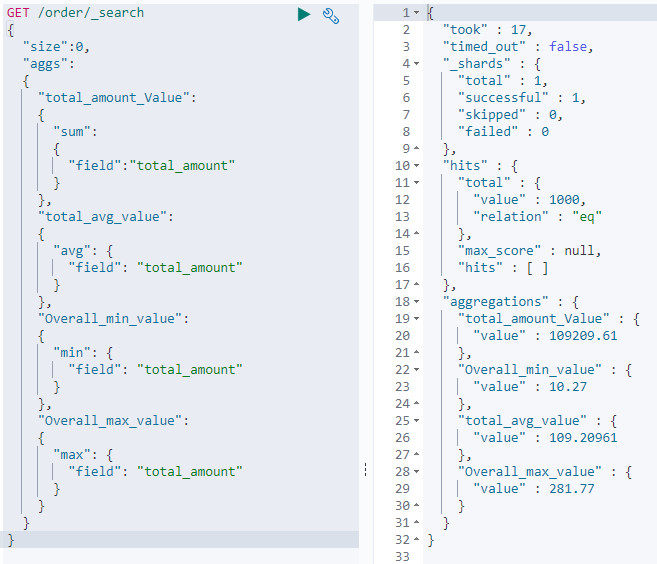 GET /order/_search
{
"size":0,
"aggs":
{
"total_amount_Value":
{
"sum":
{
"field":"total_amount"
}
},
"total_avg_value":
{
"avg": {
"field": "total_amount"
}
},
"Overall_min_value":
{
"min": {
"field": "total_amount"
}
},
"Overall_max_value":
{
"max": {
"field": "total_amount"
}
}
}
}
1 {
2 "took" : 17,
3 "timed_out" : false,
4 "_shards" : {
5 "total" : 1,
6 "successful" : 1,
7 "skipped" : 0,
8 "failed" : 0
9 },
10 "hits" : {
11 "total" : {
12 "value" : 1000,
13 "relation" : "eq"
14 },
15 "max_score" : null,
16 "hits" : [ ]
17 },
18 "aggregations" : {
19 "total_amount_Value" : {
20 "value" : 109209.61
21 },
22 "Overall_min_value" : {
23 "value" : 10.27
24 },
25 "total_avg_value" : {
26 "value" : 109.20961
27 },
28 "Overall_max_value" : {
29 "value" : 281.77
30 }
31 }
32 }
33